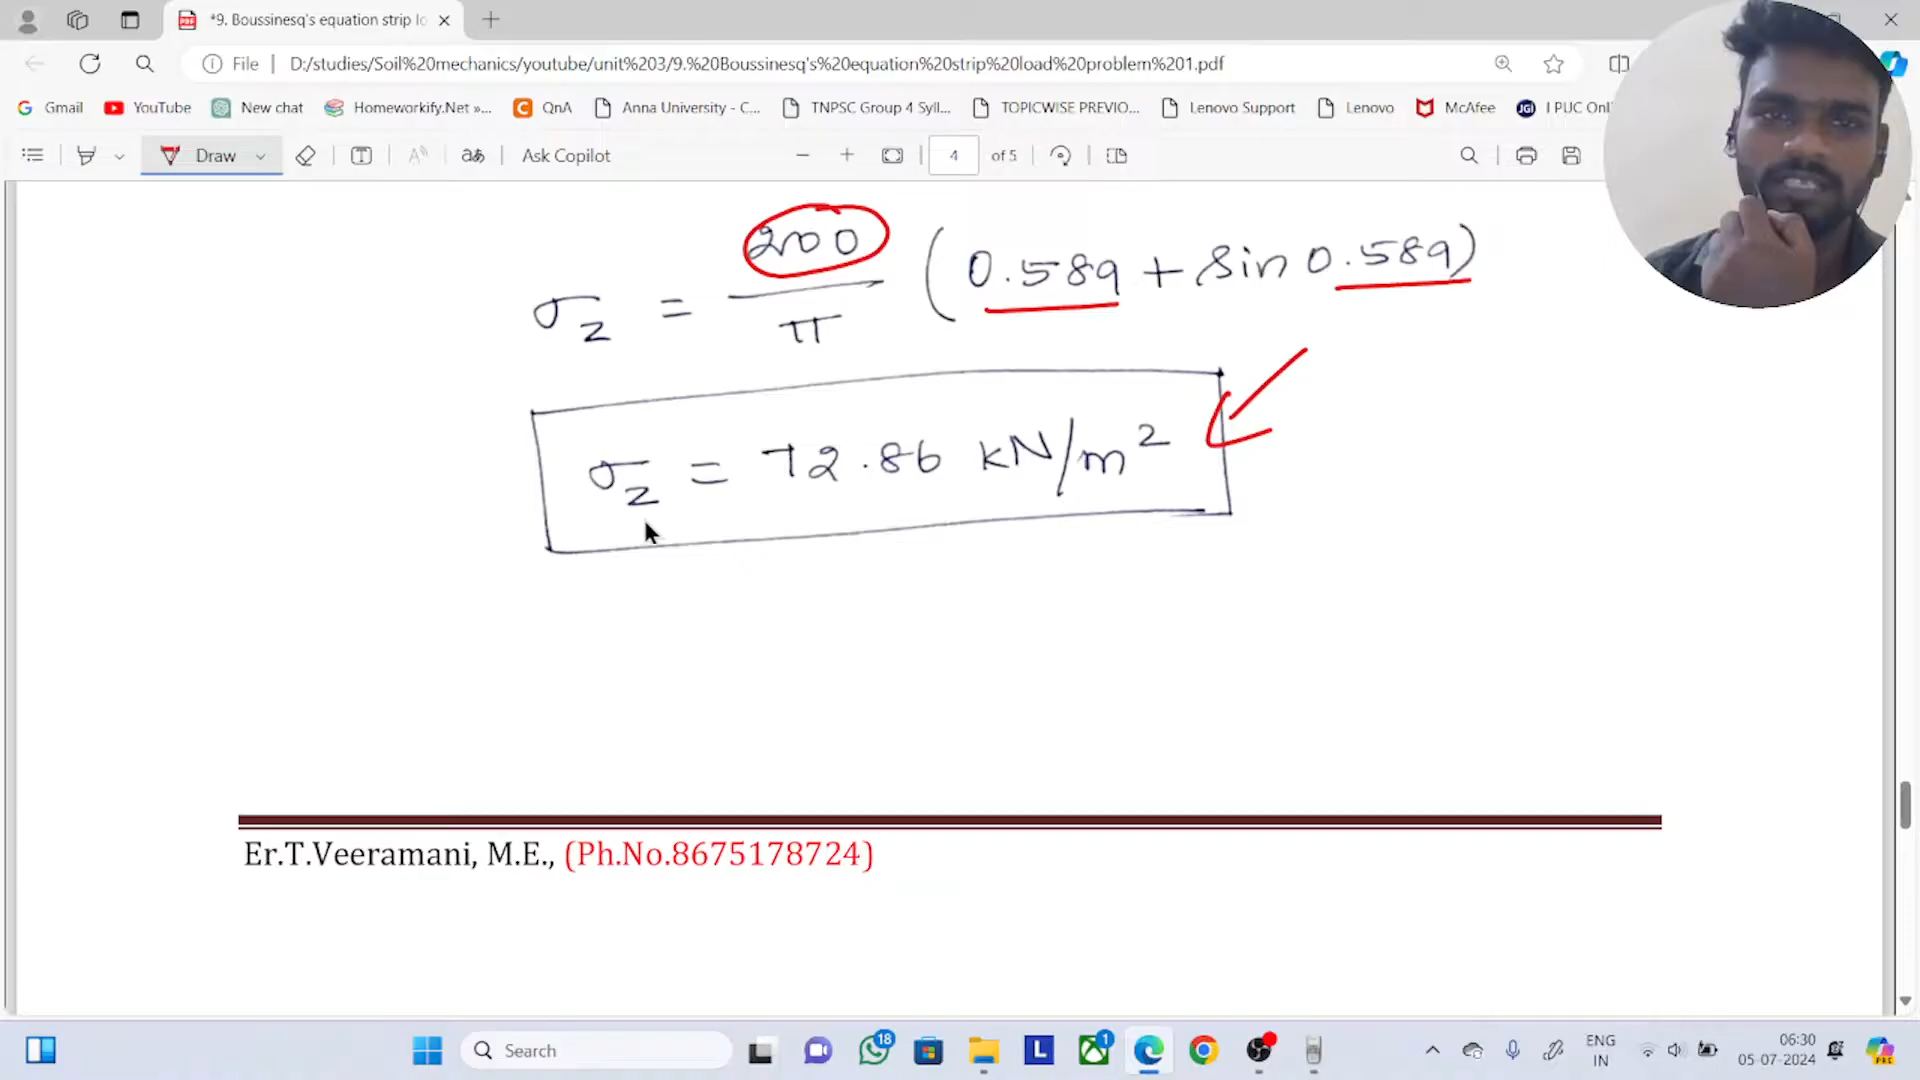 *9. Boussinesq's equation strip lo
File
D:/studies/Soil%20mechanics/youtube/unit%203/9.%20Boussinesq's%20equation%20strip%20load%20problem%201.pdf
Gmail YouTube New chat Homeworkify.Net »... QnA Anna University - C... TNPSC Group 4 Syll... TOPICWISE PREVIO... Lenovo Support Lenovo McAfee I PUC Onl
Draw Ask Copilot 4 of 5
σz = 200/π (0.589 + sin 0.589)
σz = 72.86 kN/m²
Er.T.Veeramani, M.E., (Ph.No.8675178724)
Search 18 1 ENG 06:30
IN 05-07-2024